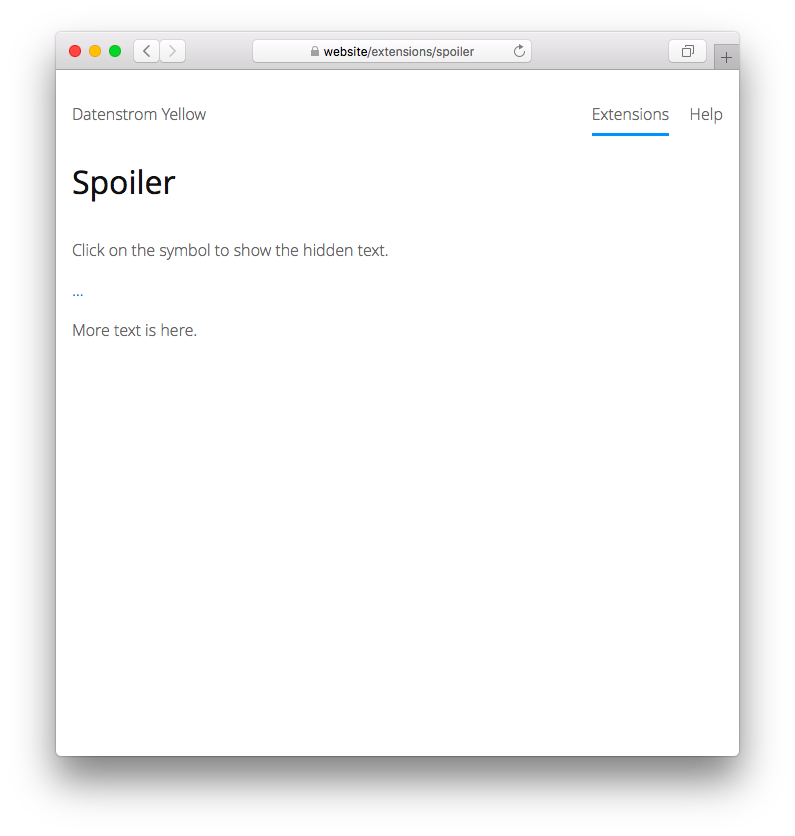 website/extensions/spoiler
Datenstrom Yellow Extensions Help
Spoiler
Click on the symbol to show the hidden text.
...
More text is here.